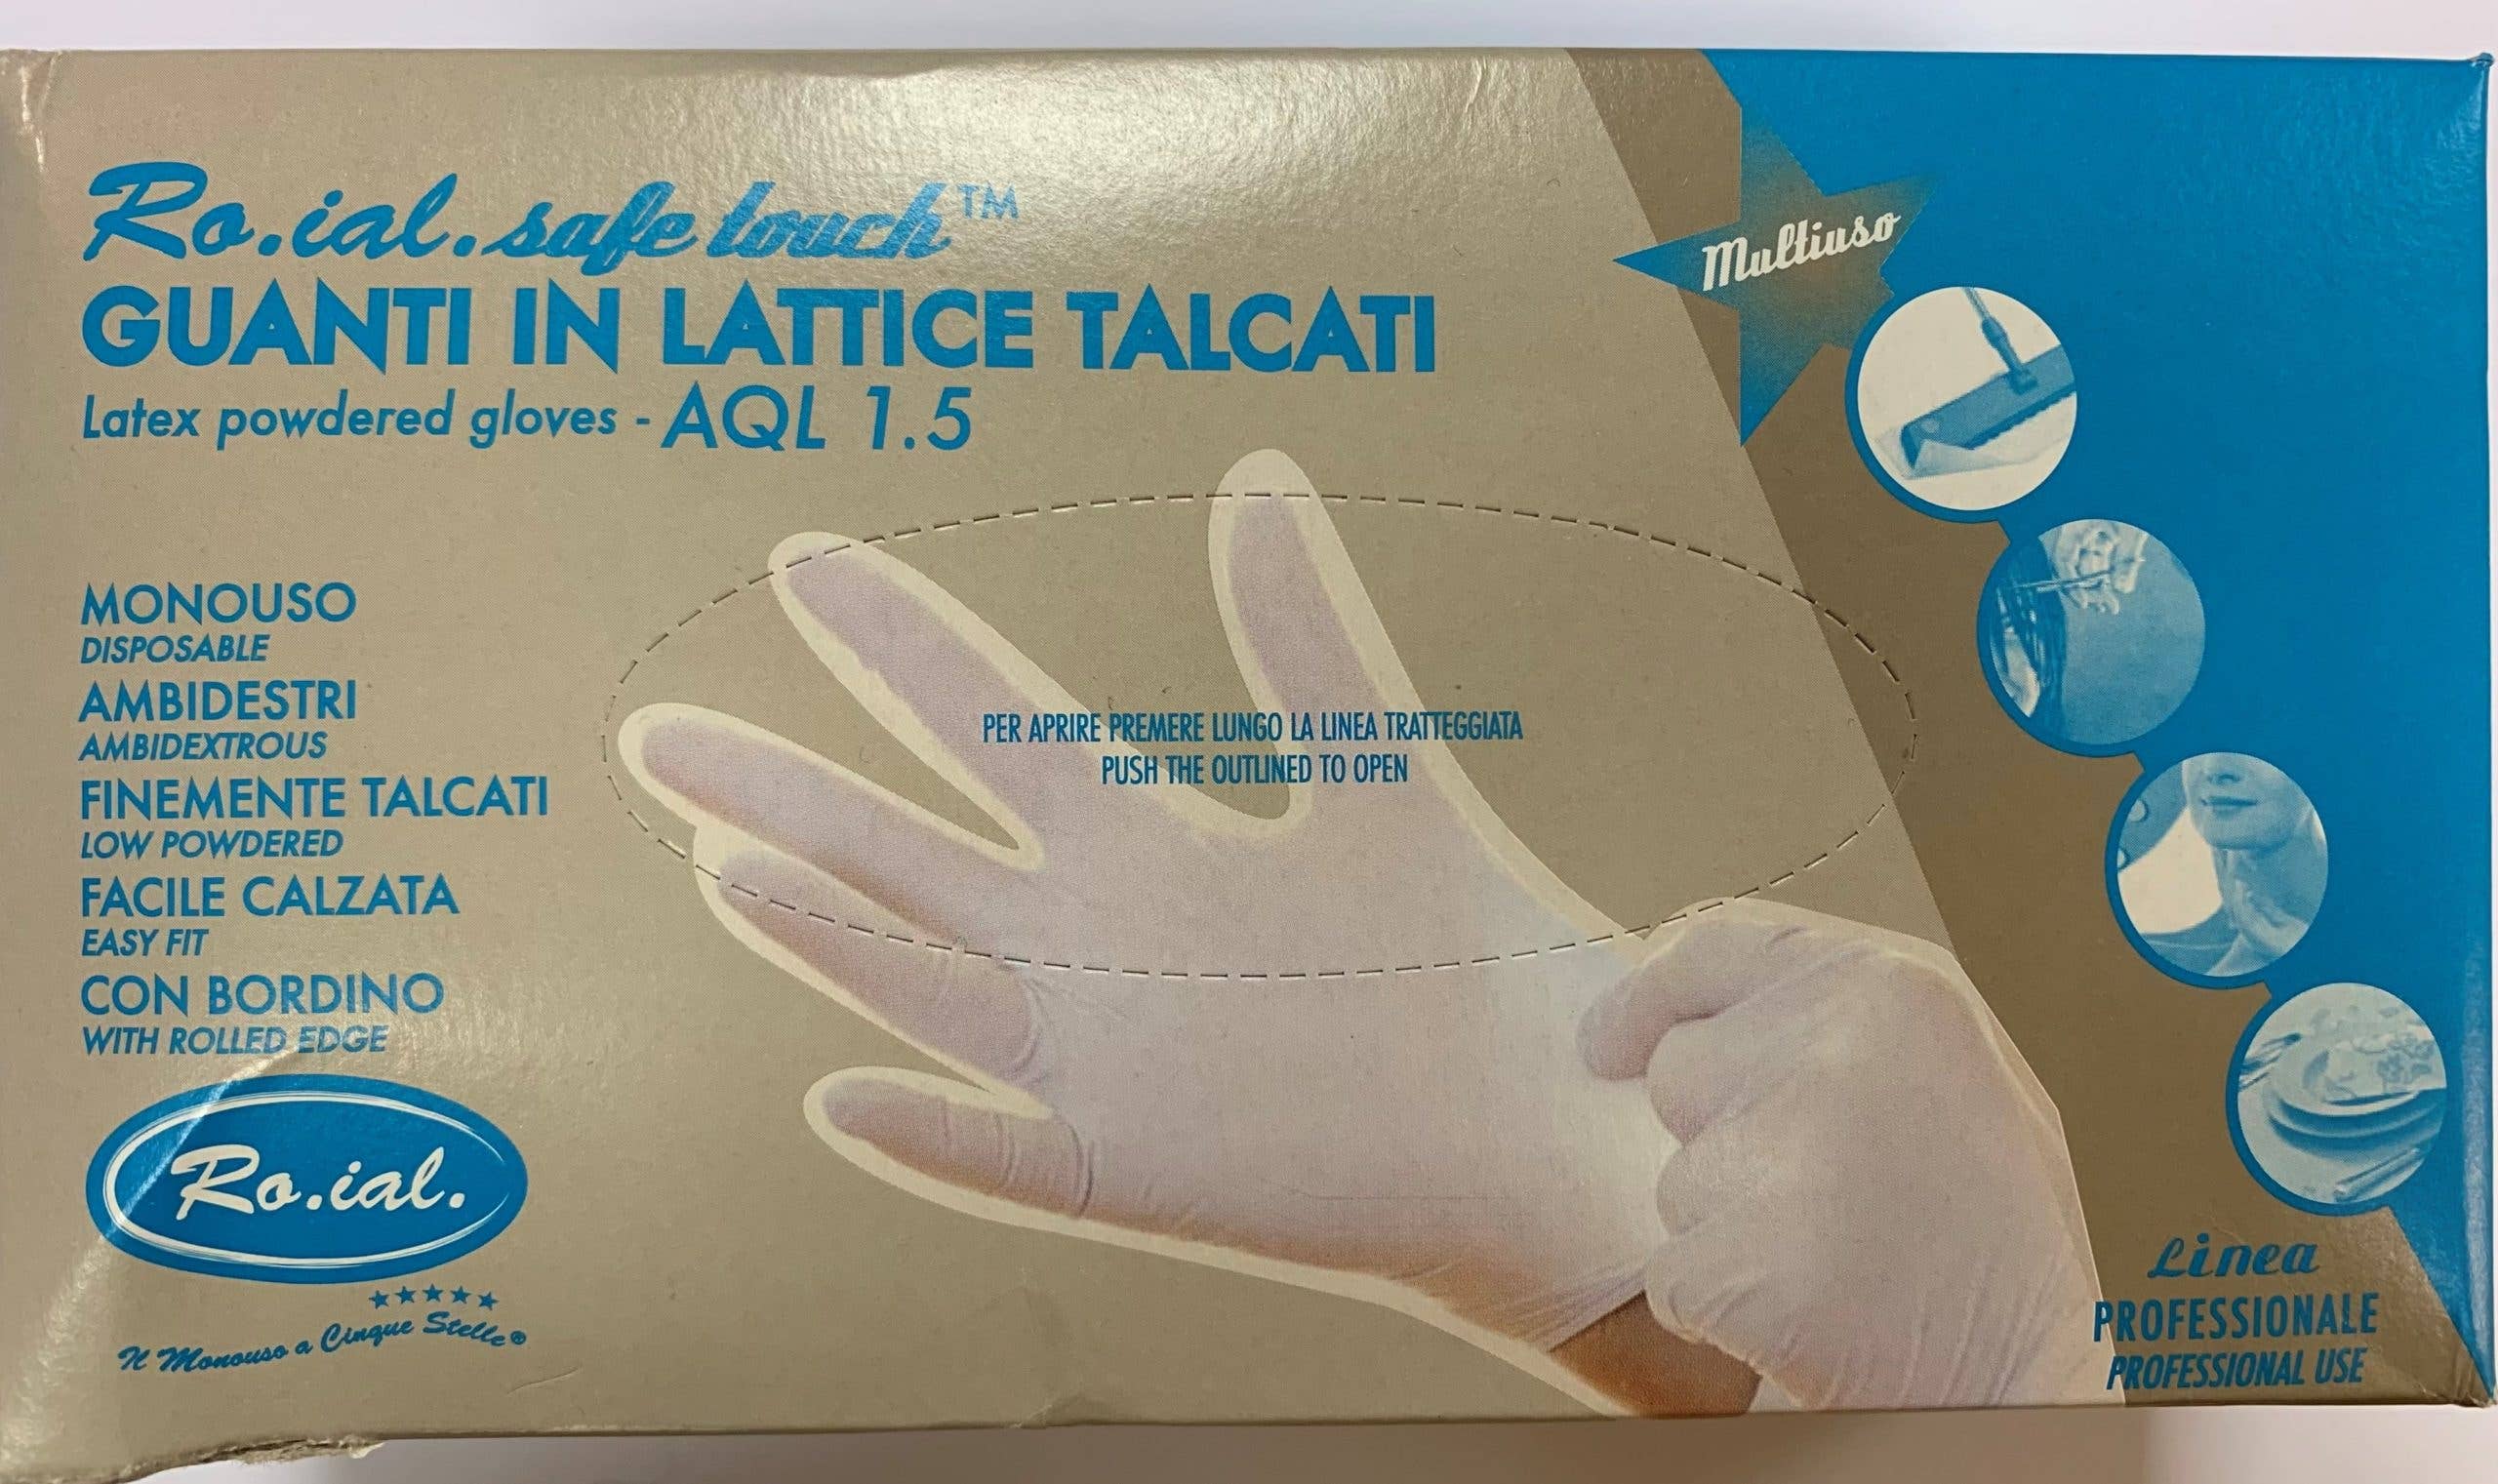 Ro.ial.safe touch™
GUANTI IN LATTICE TALCATI
Latex powdered gloves - AQL 1.5
Multiuso
MONOUSO
DISPOSABLE
AMBIDESTRI
AMBIDEXTROUS
FINEMENTE TALCATI
LOW POWDERED
FACILE CALZATA
EASY FIT
CON BORDINO
WITH ROLLED EDGE
PER APRIRE PREMERE LUNGO LA LINEA TRATTEGGIATA
PUSH THE OUTLINED TO OPEN
Ro.ial.
Il Monouso a Cinque Stelle®
Linea
PROFESSIONALE
PROFESSIONAL USE